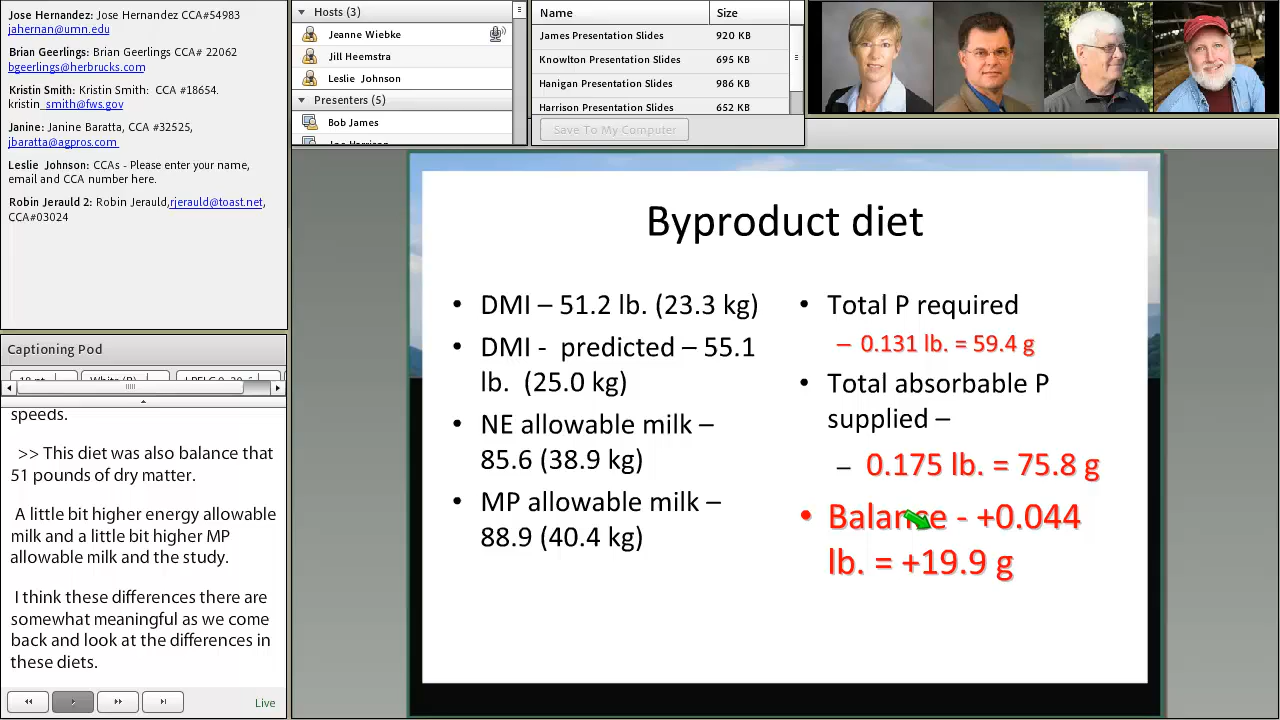 Jose Hernandez: Jose Hernandez CCA#54983
jahernan@umn.edu
Brian Geerlings: Brian Geerlings CCA# 22062
bgeerlings@herbrucks.com
Kristin Smith: Kristin Smith: CCA #18654.
kristin_smith@fws.gov
Janine: Janine Baratta, CCA #32525,
jbaratta@agpros.com
Leslie Johnson: CCAs - Please enter your name,
email and CCA number here.
Robin Jerauld 2: Robin Jerauld,rjerauld@toast.net,
CCA#03024
Captioning Pod
speeds.
>> This diet was also balance that
51 pounds of dry matter.
A little bit higher energy allowable
milk and a little bit higher MP
allowable milk and the study.
I think these differences there are
somewhat meaningful as we come
back and look at the differences in
these diets.
Live
Hosts (3)
Jeanne Wiebke
Jill Heemstra
Leslie Johnson
Presenters (5)
Bob James
Name Size
James Presentation Slides 920 KB
Knowlton Presentation Slides 695 KB
Hanigan Presentation Slides 986 KB
Harrison Presentation Slides 652 KB
Save To My Computer
Byproduct diet
• DMI – 51.2 lb. (23.3 kg)
• DMI - predicted – 55.1
lb. (25.0 kg)
• NE allowable milk –
85.6 (38.9 kg)
• MP allowable milk –
88.9 (40.4 kg)
• Total P required
– 0.131 lb. = 59.4 g
• Total absorbable P
supplied –
– 0.175 lb. = 75.8 g
• Balance - +0.044
lb. = +19.9 g